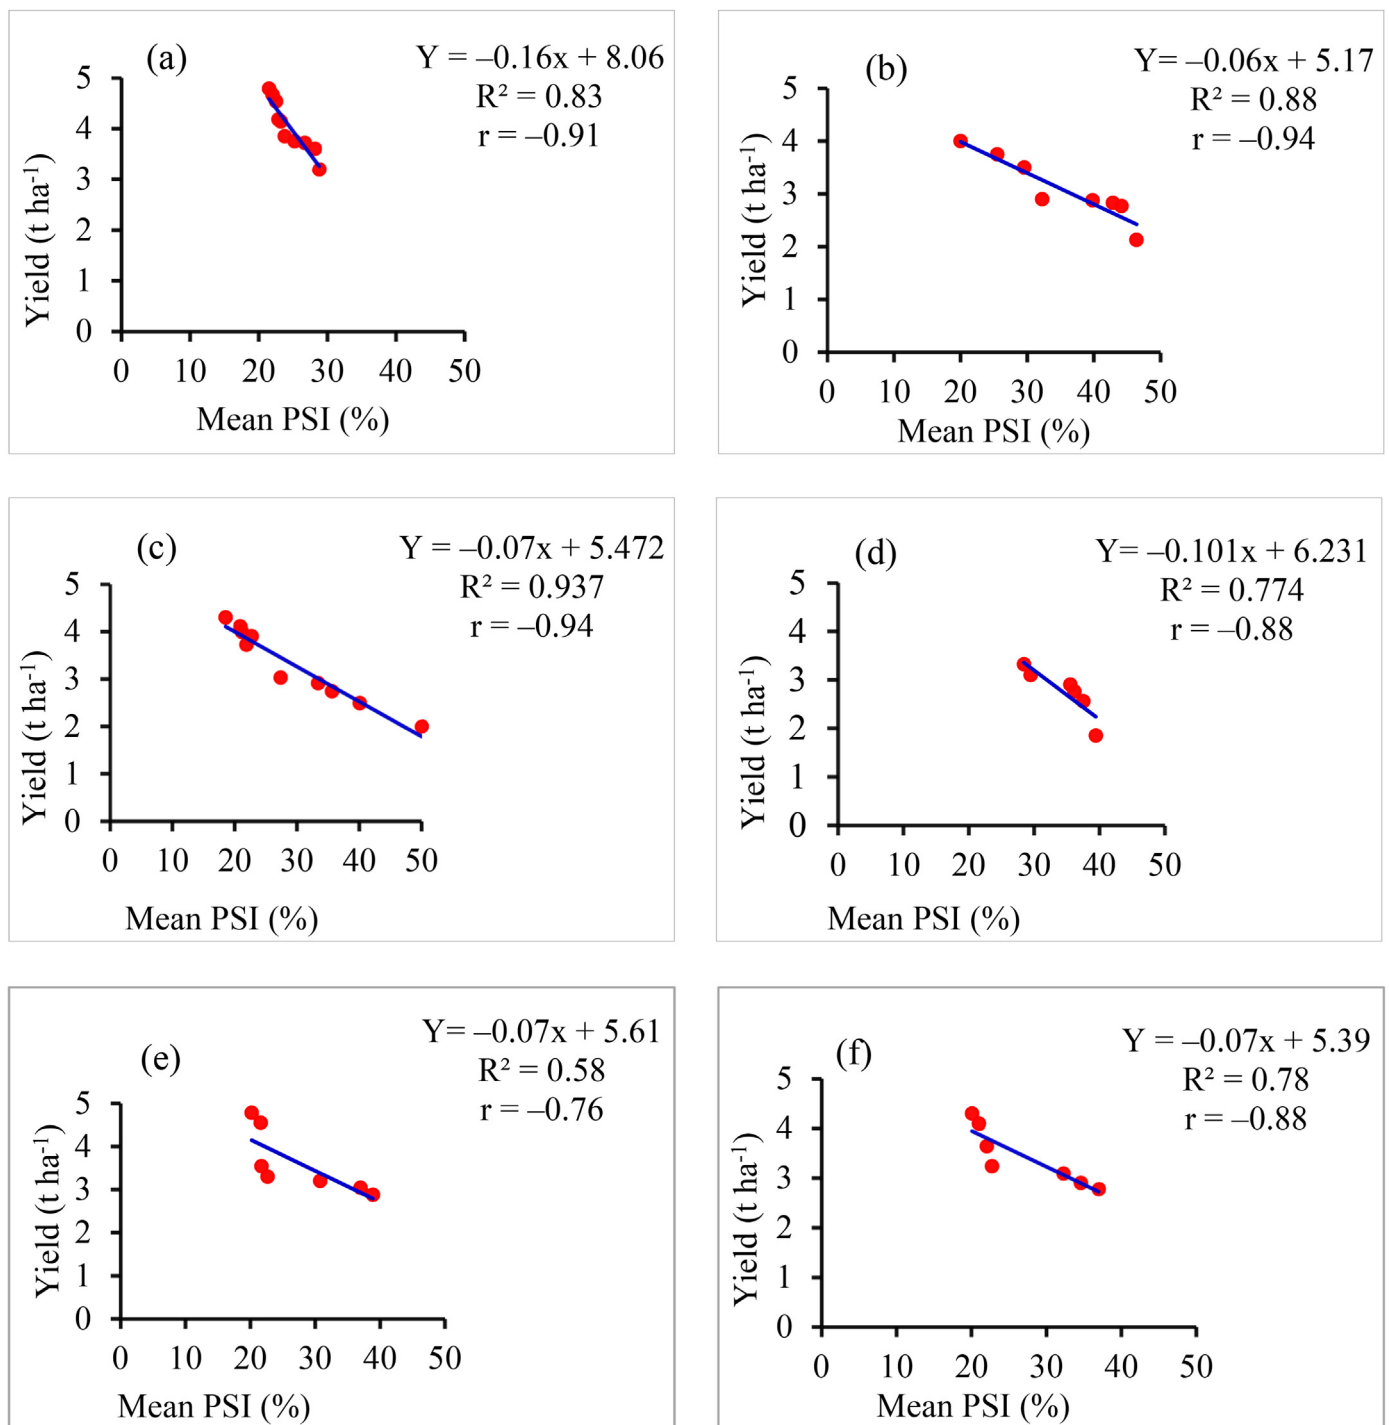 (a)
Y = –0.16x + 8.06
R² = 0.83
r = –0.91
5
4
3
2
1
0
Yield (t ha-1)
0 10 20 30 40 50
Mean PSI (%)
(b)
Y= –0.06x + 5.17
R² = 0.88
r = –0.94
5
4
3
2
1
0
Yield (t ha-1)
0 10 20 30 40 50
Mean PSI (%)
(c)
Y = –0.07x + 5.472
R² = 0.937
r = –0.94
5
4
3
2
1
0
Yield (t ha-1)
0 10 20 30 40 50
Mean PSI (%)
(d)
Y= –0.101x + 6.231
R² = 0.774
r = –0.88
5
4
3
2
1
0
Yield (t ha-1)
0 10 20 30 40 50
Mean PSI (%)
(e)
Y= –0.07x + 5.61
R² = 0.58
r = –0.76
5
4
3
2
1
0
Yield (t ha-1)
0 10 20 30 40 50
Mean PSI (%)
(f)
Y = –0.07x + 5.39
R² = 0.78
r = –0.88
5
4
3
2
1
0
Yield (t ha-1)
0 10 20 30 40 50
Mean PSI (%)